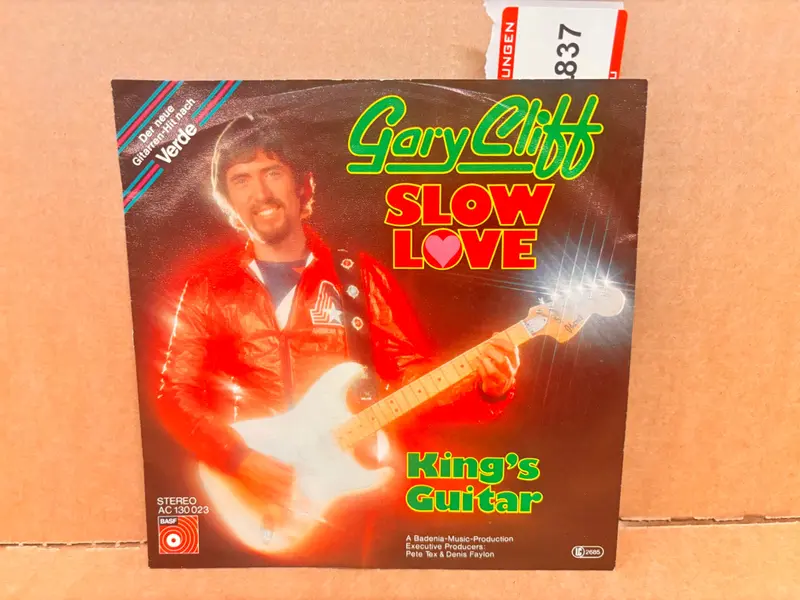 UNGEN
837
Der neue
Gitarren-Hit nach
Verde
Gary Cliff
SLOW
LOVE
King's
Guitar
STEREO
AC 130 023
BASF
A Badenia-Music-Production
Executive Producers:
Pete Tex & Denis Faylon
LC 2685